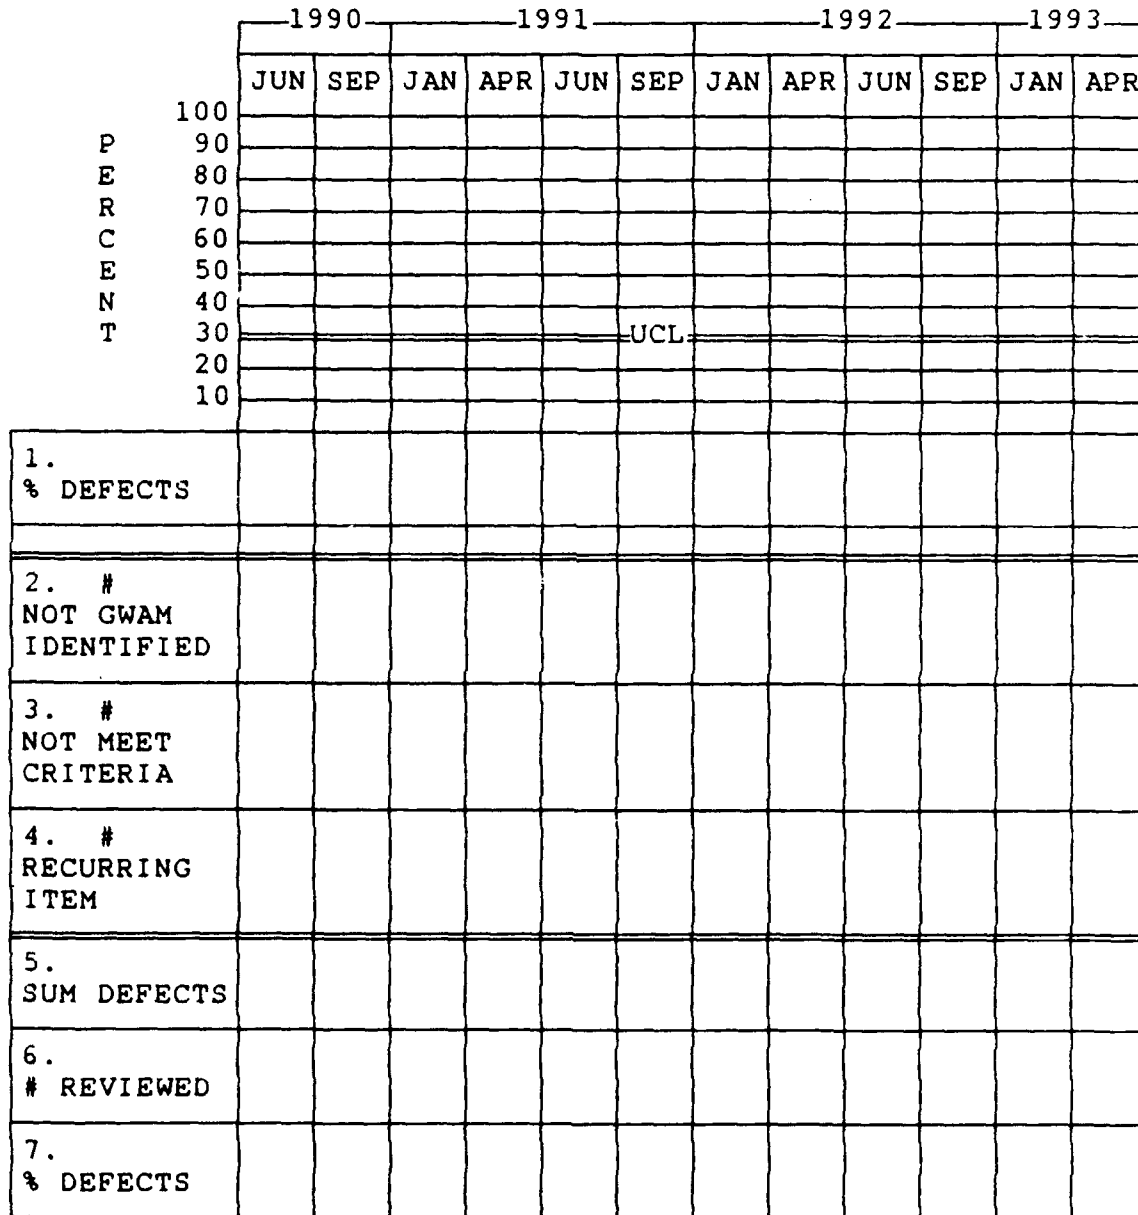 1990 1991 1992 1993
JUN SEP JAN APR JUN SEP JAN APR JUN SEP JAN APR
100
P 90
E 80
R 70
C 60
E 50
N 40
T 30 UCL
20
10
1.
% DEFECTS
2. #
NOT GWAM
IDENTIFIED
3. #
NOT MEET
CRITERIA
4. #
RECURRING
ITEM
5.
SUM DEFECTS
6.
# REVIEWED
7.
% DEFECTS